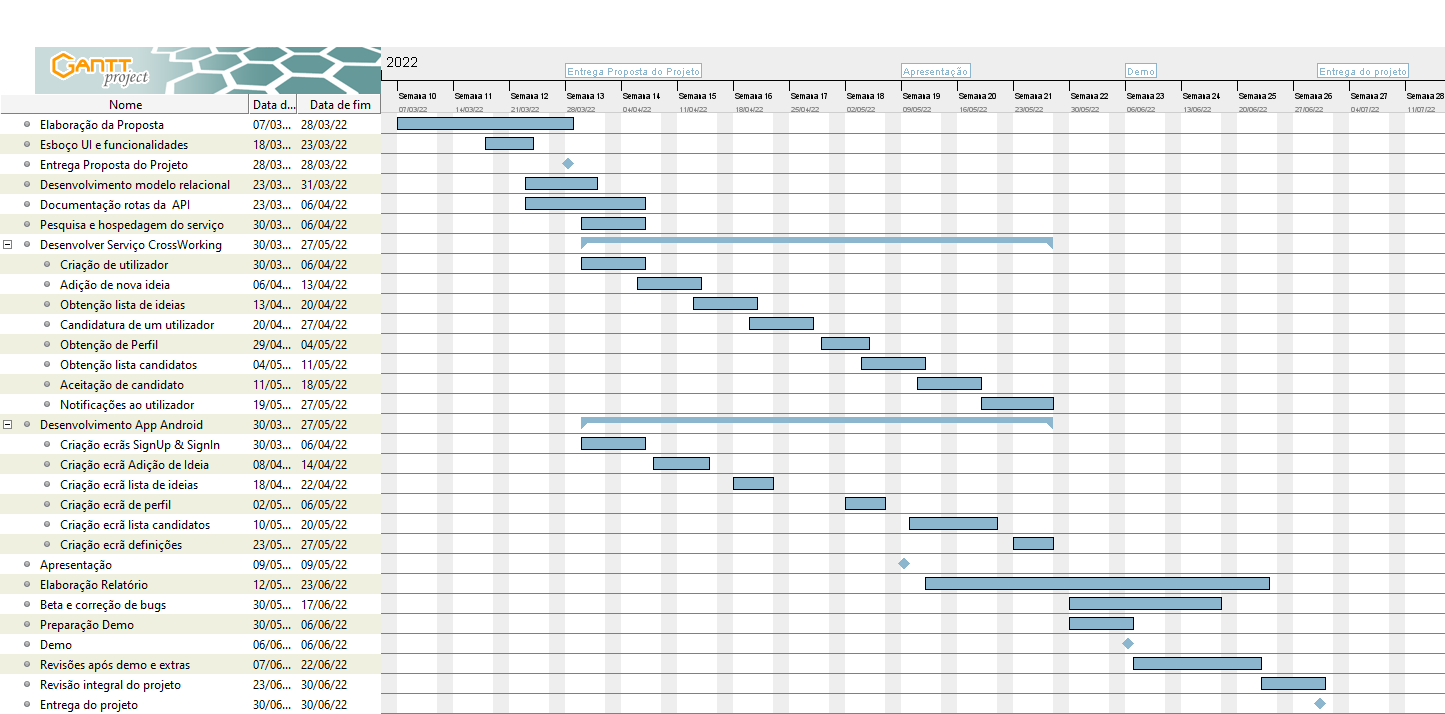 GANTT
project
2022
Entrega Proposta do Projeto Apresentação Demo Entrega do projeto
Semana 10 Semana 11 Semana 12 Semana 13 Semana 14 Semana 15 Semana 16 Semana 17 Semana 18 Semana 19 Semana 20 Semana 21 Semana 22 Semana 23 Semana 24 Semana 25 Semana 26 Semana 27 Semana 28
Nome Data d... Data de fim 07/03/22 14/03/22 21/03/22 28/03/22 04/04/22 11/04/22 18/04/22 25/04/22 02/05/22 09/05/22 16/05/22 23/05/22 30/05/22 06/06/22 13/06/22 20/06/22 27/06/22 04/07/22 11/07/22
Elaboração da Proposta 07/03... 28/03/22
Esboço UI e funcionalidades 18/03... 23/03/22
Entrega Proposta do Projeto 28/03... 28/03/22
Desenvolvimento modelo relacional 23/03... 31/03/22
Documentação rotas da API 23/03... 06/04/22
Pesquisa e hospedagem do serviço 30/03... 06/04/22
Desenvolver Serviço CrossWorking 30/03... 27/05/22
Criação de utilizador 30/03... 06/04/22
Adição de nova ideia 06/04... 13/04/22
Obtenção lista de ideias 13/04... 20/04/22
Candidatura de um utilizador 20/04... 27/04/22
Obtenção de Perfil 29/04... 04/05/22
Obtenção lista candidatos 04/05... 11/05/22
Aceitação de candidato 11/05... 18/05/22
Notificações ao utilizador 19/05... 27/05/22
Desenvolvimento App Android 30/03... 27/05/22
Criação ecrãs SignUp & SignIn 30/03... 06/04/22
Criação ecrã Adição de Ideia 08/04... 14/04/22
Criação ecrã lista de ideias 18/04... 22/04/22
Criação ecrã de perfil 02/05... 06/05/22
Criação ecrã lista candidatos 10/05... 20/05/22
Criação ecrã definições 23/05... 27/05/22
Apresentação 09/05... 09/05/22
Elaboração Relatório 12/05... 23/06/22
Beta e correção de bugs 30/05... 17/06/22
Preparação Demo 30/05... 06/06/22
Demo 06/06... 06/06/22
Revisões após demo e extras 07/06... 22/06/22
Revisão integral do projeto 23/06... 30/06/22
Entrega do projeto 30/06... 30/06/22